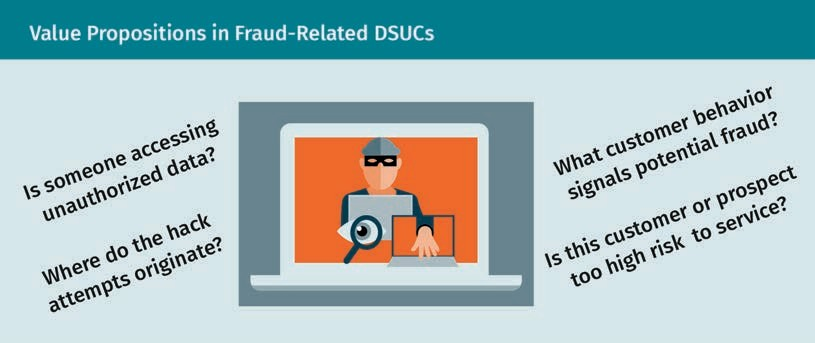 Value Propositions in Fraud-Related DSUCs
Is someone accessing
unauthorized data?
Where do the hack
attempts originate?
What customer behavior
signals potential fraud?
Is this customer or prospect
too high risk to service?